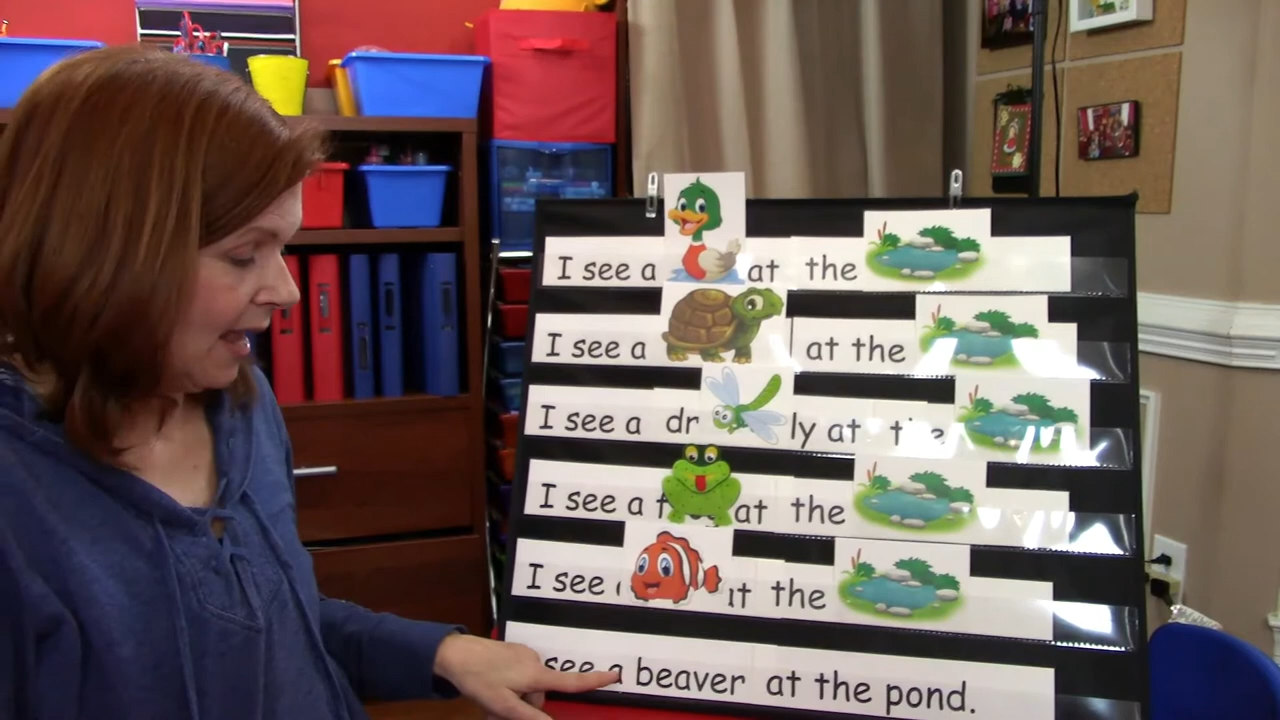 I see a at the
I see a at the
I see a dr ly at the
I see a at the
I see at the
see a beaver at the pond.